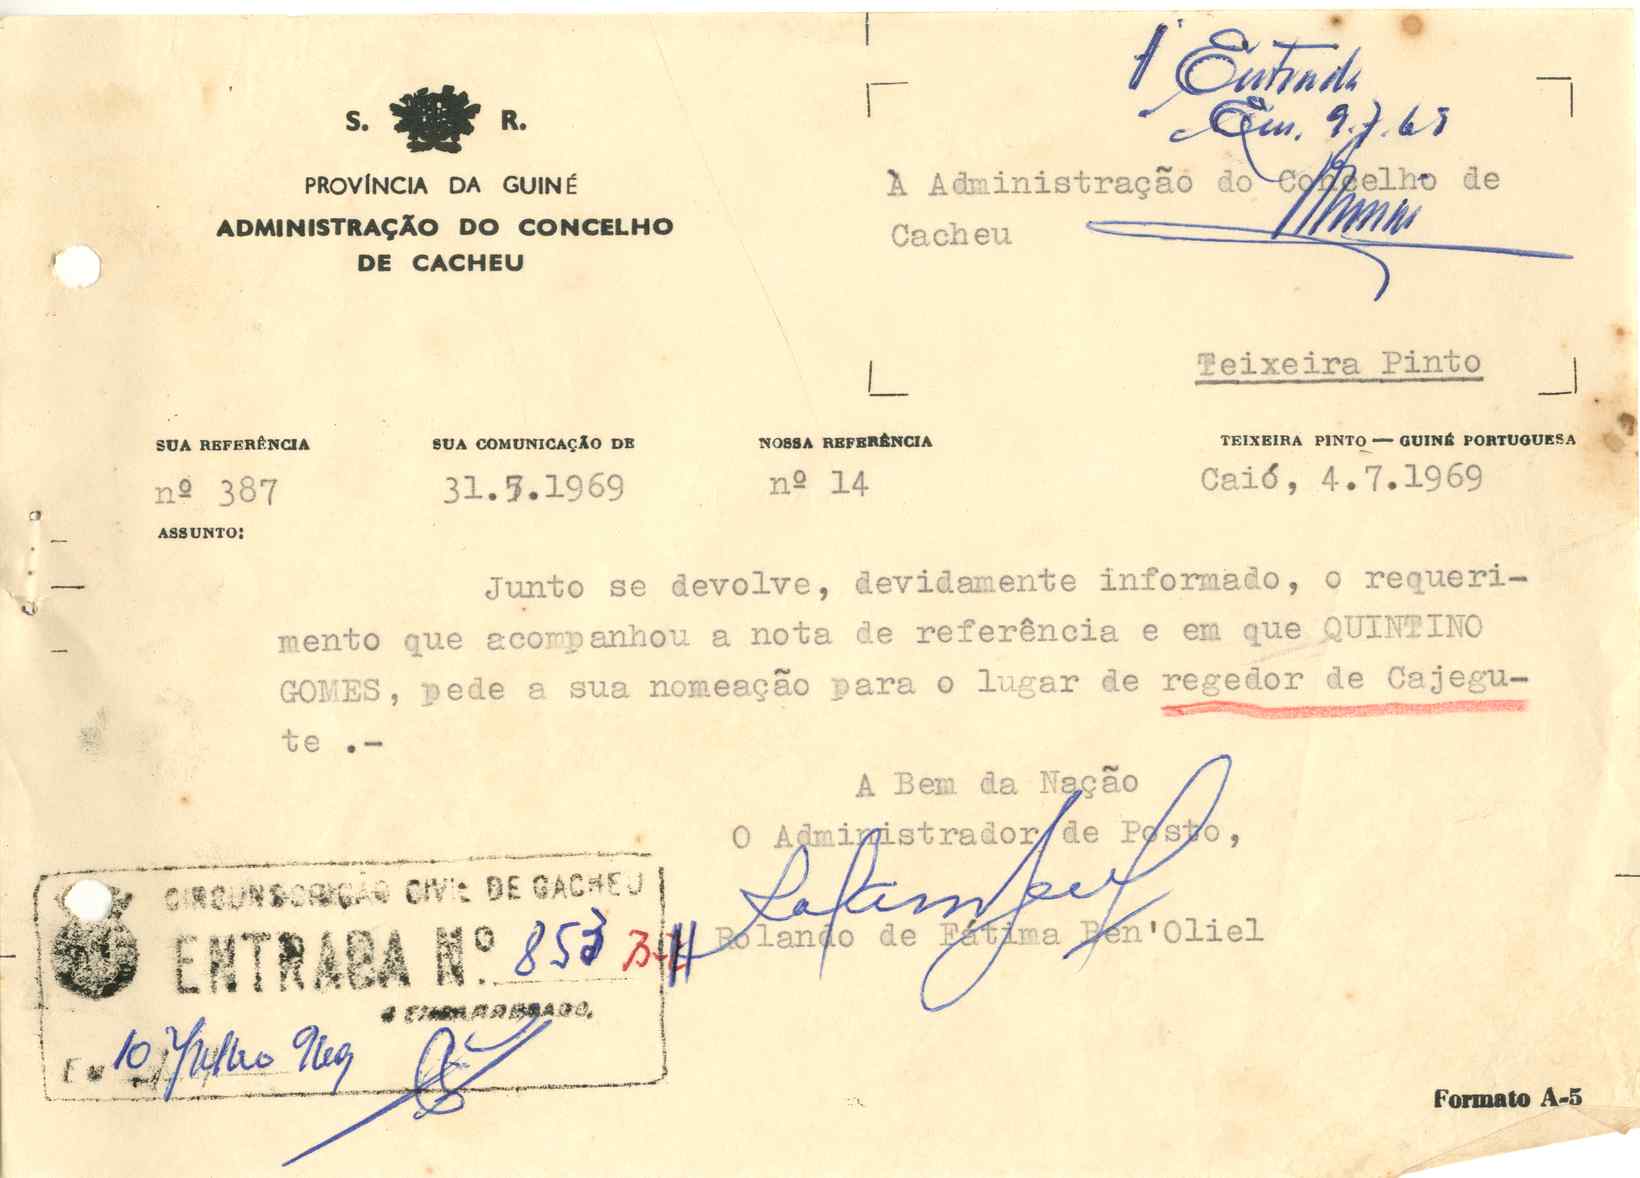 S. R.
PROVÍNCIA DA GUINÉ
ADMINISTRAÇÃO DO CONCELHO
DE CACHEU
Entrada
Em, 9.7.69
À Administração do Concelho de
Cacheu
Teixeira Pinto
SUA REFERÊNCIA
nº 387
SUA COMUNICAÇÃO DE
31.5.1969
NOSSA REFERÊNCIA
nº 14
TEIXEIRA PINTO — GUINÉ PORTUGUESA
Caió, 4.7.1969
ASSUNTO:
Junto se devolve, devidamente informado, o requeri-
mento que acompanhou a nota de referência e em que QUINTINO
GOMES, pede a sua nomeação para o lugar de regedor de Cajegu-
te .-
A Bem da Nação
O Administrador de Posto,
Rolando de Fátima Ben'Oliel
CIRCUNSCRIÇÃO CIVIL DE CACHEU
ENTRADA Nº. 853 B-4
O ENCARREGADO,
Em 10 Julho 969
Formato A-5